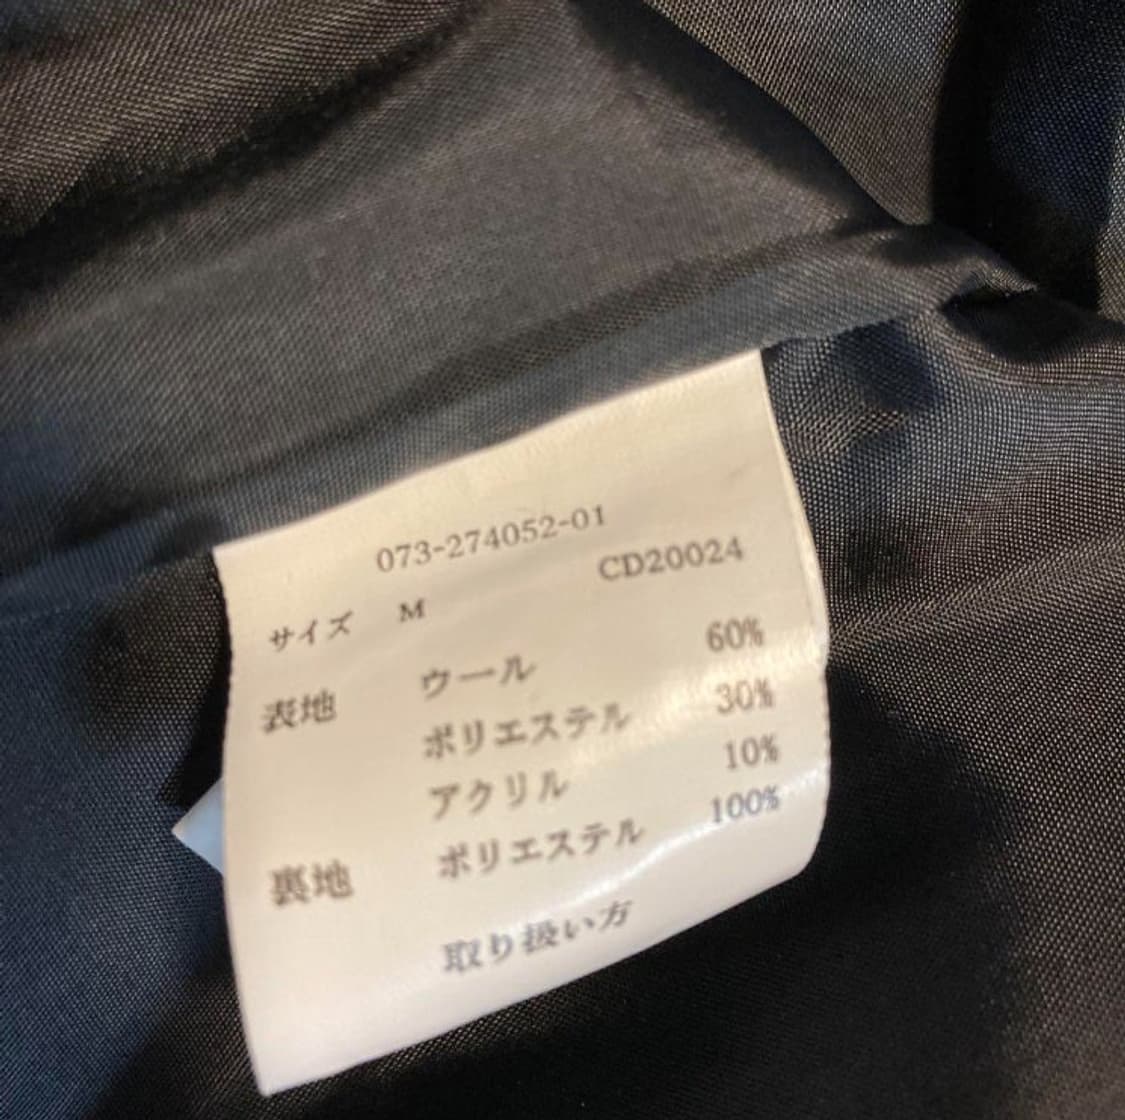 073-274052-01
CD20024
サイズ M
表地 ウール 60%
ポリエステル 30%
アクリル 10%
裏地 ポリエステル 100%
取り扱い方